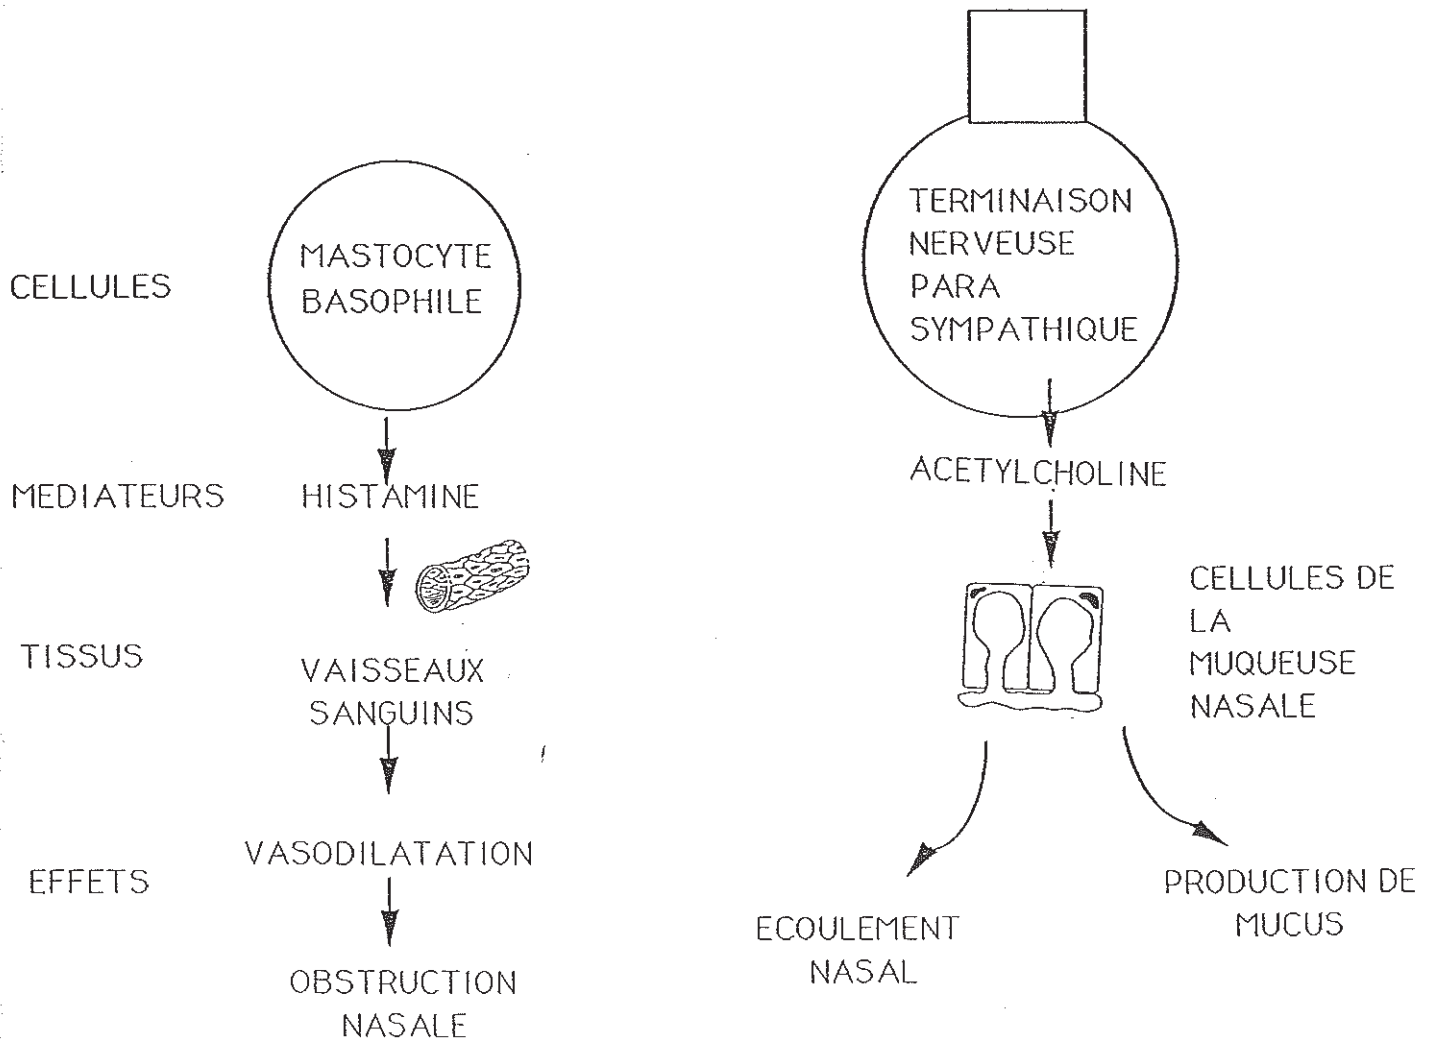 CELLULES
MASTOCYTE
BASOPHILE
TERMINAISON
NERVEUSE
PARA
SYMPATHIQUE
MEDIATEURS
HISTAMINE
ACETYLCHOLINE
TISSUS
VAISSEAUX
SANGUINS
CELLULES DE
LA
MUQUEUSE
NASALE
EFFETS
VASODILATATION
OBSTRUCTION
NASALE
ECOULEMENT
NASAL
PRODUCTION DE
MUCUS